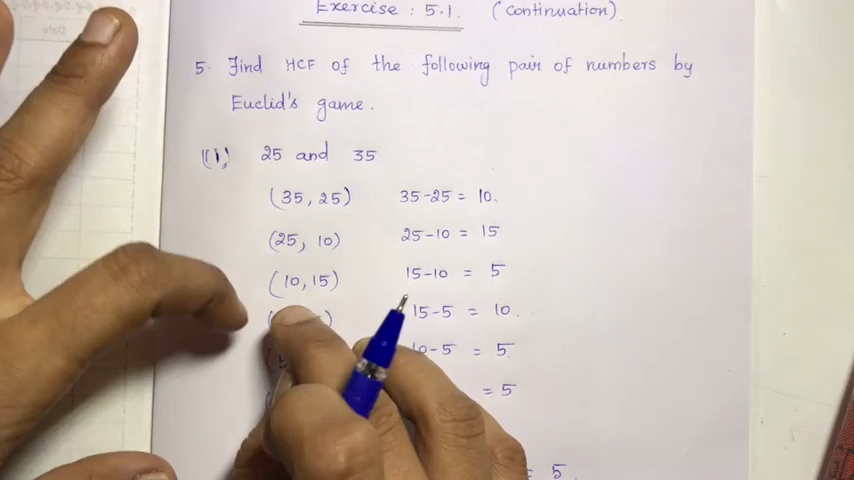 Exercise : 5.1. (Continuation).
5. Find HCF of the following pair of numbers by
Euclid's game.
(i) 25 and 35
(35, 25) 35-25 = 10.
(25, 10) 25-10 = 15
(10, 15) 15-10 = 5
15-5 = 10.
10-5 = 5.
= 5
= 5.